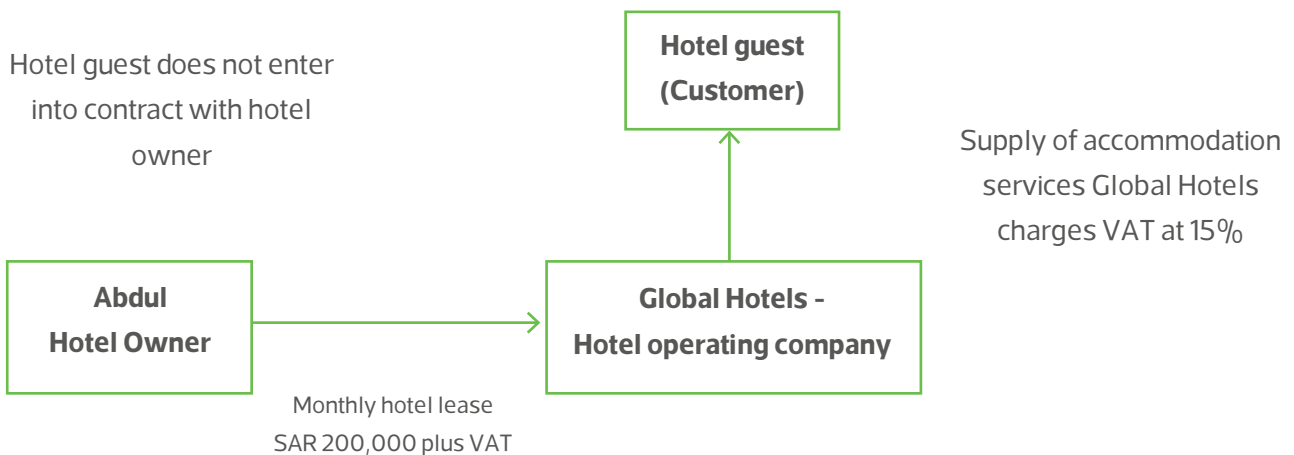 Hotel guest does not enter
into contract with hotel
owner
Hotel guest
(Customer)
Supply of accommodation
services Global Hotels
charges VAT at 15%
Abdul
Hotel Owner
Global Hotels -
Hotel operating company
Monthly hotel lease
SAR 200,000 plus VAT